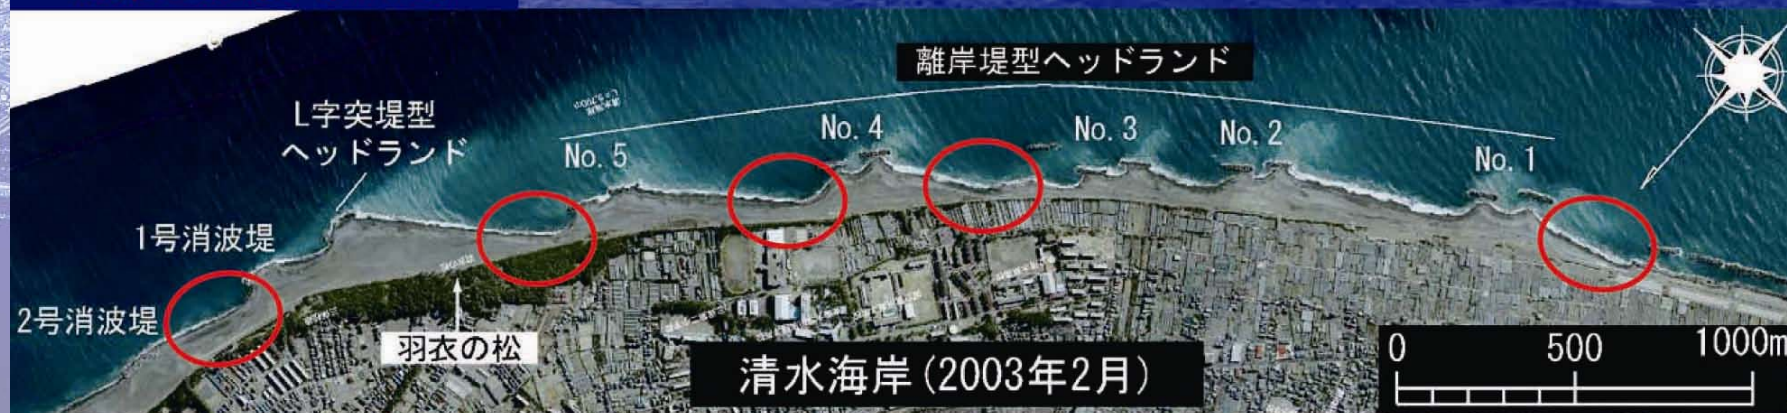 離岸堤型ヘッドランド
L字突堤型
ヘッドランド
No. 5
No. 4
No. 3
No. 2
No. 1
1号消波堤
2号消波堤
羽衣の松
清水海岸(2003年2月)
0 500 1000m